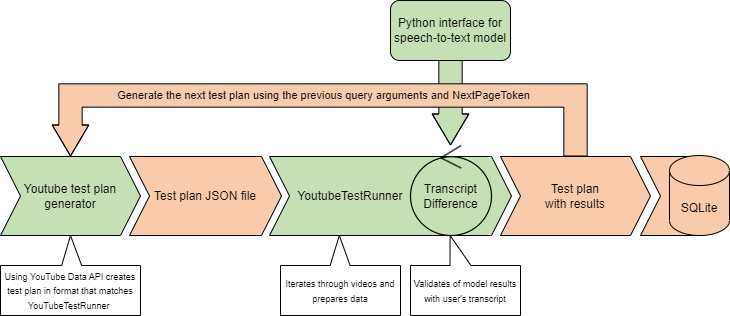 Python interface for
speech-to-text model
Generate the next test plan using the previous query arguments and NextPageToken
Youtube test plan
generator
Test plan JSON file
YoutubeTestRunner
Transcript
Difference
Test plan
with results
SQLite
Using YouTube Data API creates
test plan in format that matches
YouTubeTestRunner
Iterates through videos and
prepares data
Validates of model results
with user's transcript